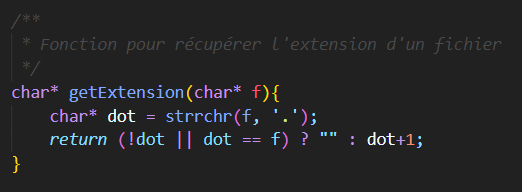 /**
 * Fonction pour récupérer l'extension d'un fichier
 */
char* getExtension(char* f){
    char* dot = strrchr(f, '.');
    return (!dot || dot == f) ? "" : dot+1;
}